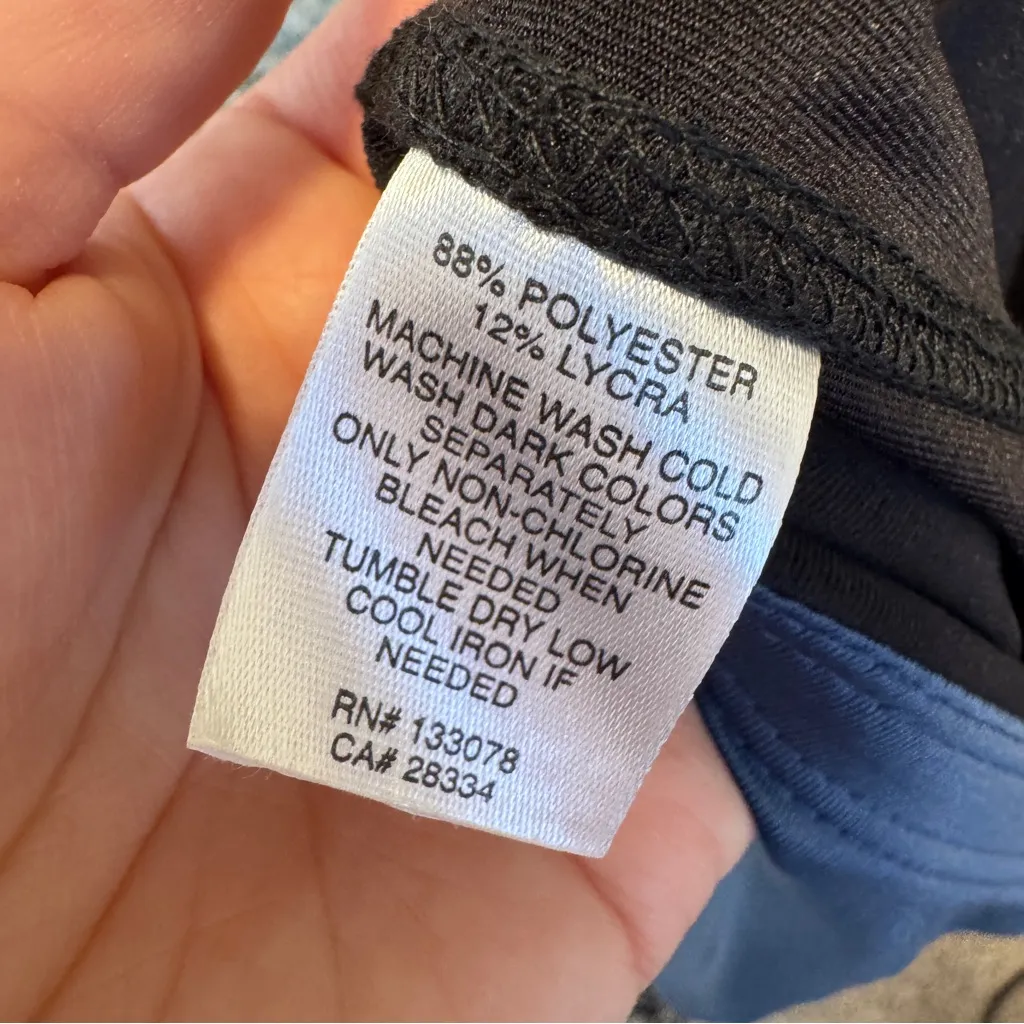 88% POLYESTER
12% LYCRA
MACHINE WASH COLD
WASH DARK COLORS
SEPARATELY
ONLY NON-CHLORINE
BLEACH WHEN
NEEDED
TUMBLE DRY LOW
COOL IRON IF
NEEDED
RN# 133078
CA# 28334